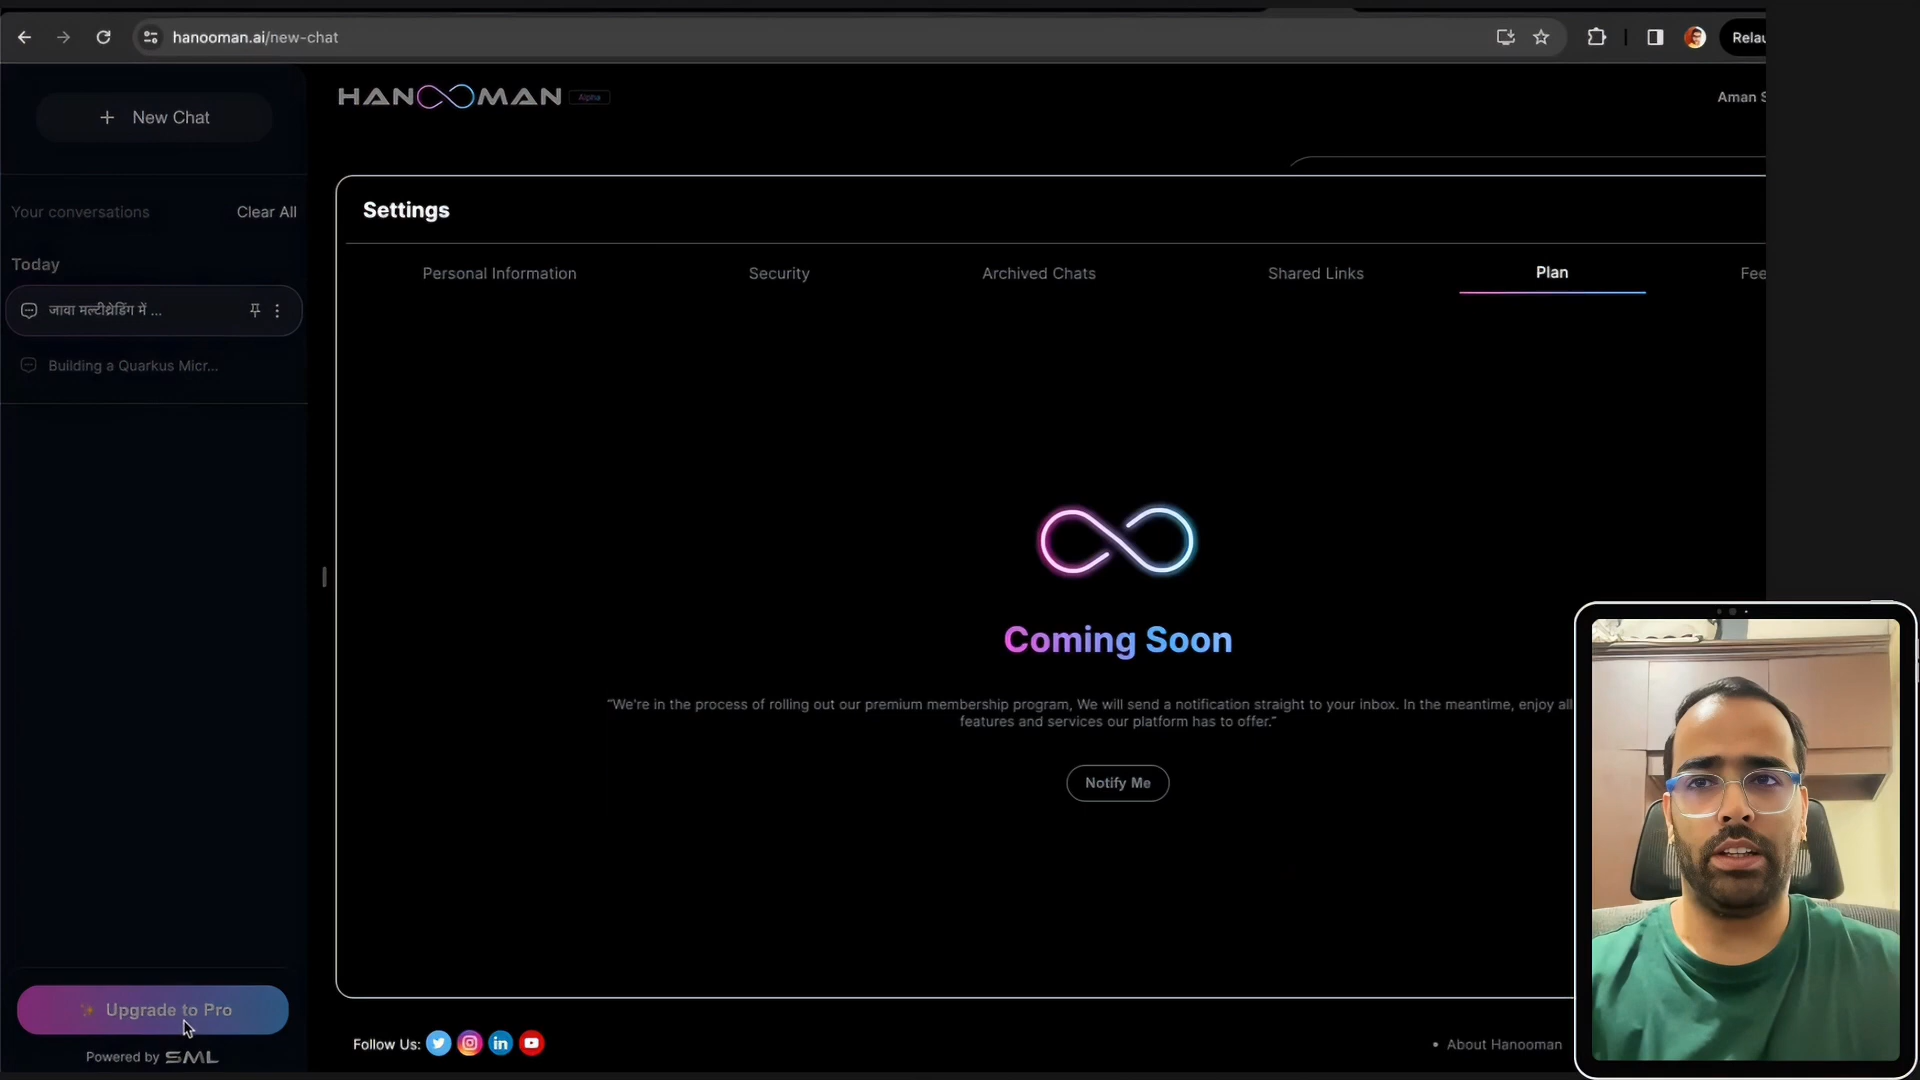 hanooman.ai/new-chat
Relau
New Chat
HANOOMAN
Alpha
Aman S
Your conversations
Clear All
Settings
Today
Personal Information
Security
Archived Chats
Shared Links
Plan
Fee
जावा मल्टीथ्रेडिंग में ...
Building a Quarkus Micr...
Coming Soon
“We're in the process of rolling out our premium membership program, We will send a notification straight to your inbox. In the meantime, enjoy all
features and services our platform has to offer.”
Notify Me
Upgrade to Pro
Powered by SML
Follow Us:
• About Hanooman